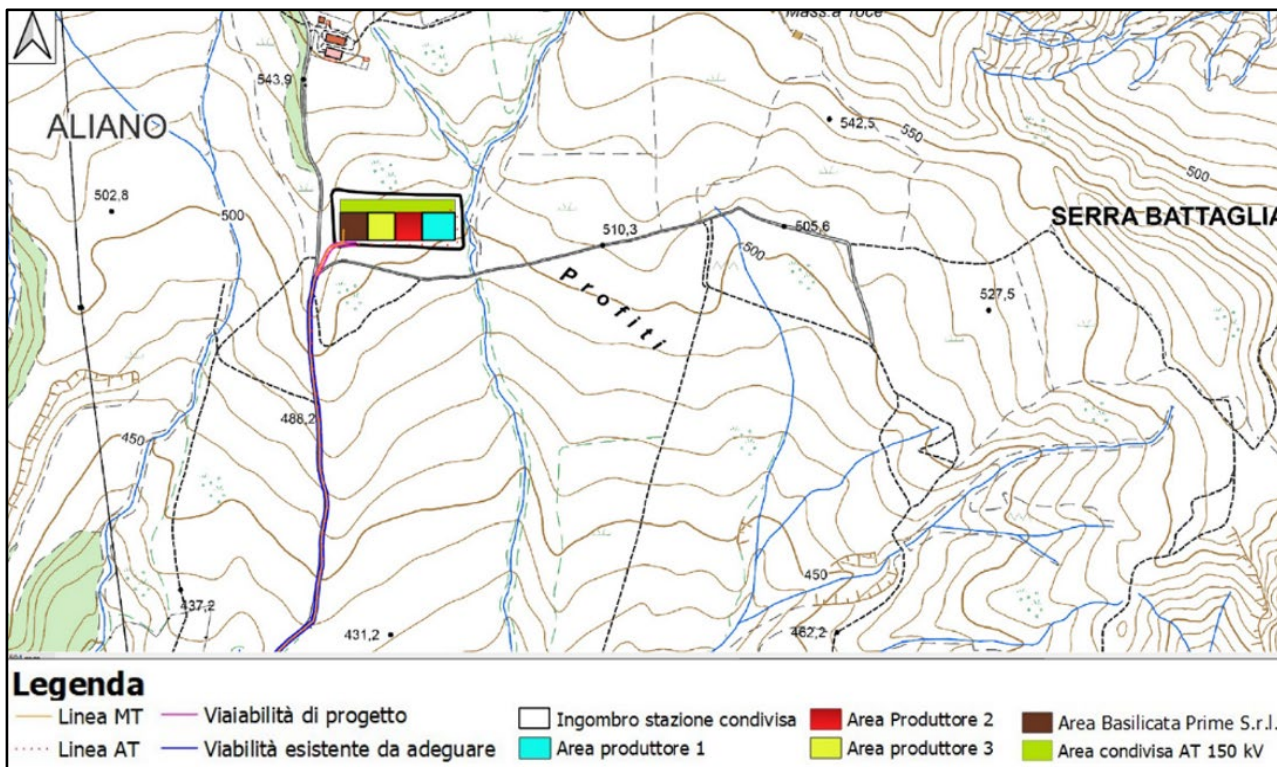 Mass.a Toce
543,9
ALIANO
550
542,5
500
502,8
500
SERRA BATTAGLIA
510,3
505,6
500
Profiti
527,5
488,2
450
450
437,2
431,2
462,2
Legenda
Linea MT
Viaiabilità di progetto
Ingombro stazione condivisa
Area Produttore 2
Area Basilicata Prime S.r.l.
Linea AT
Viabilità esistente da adeguare
Area produttore 1
Area produttore 3
Area condivisa AT 150 kV